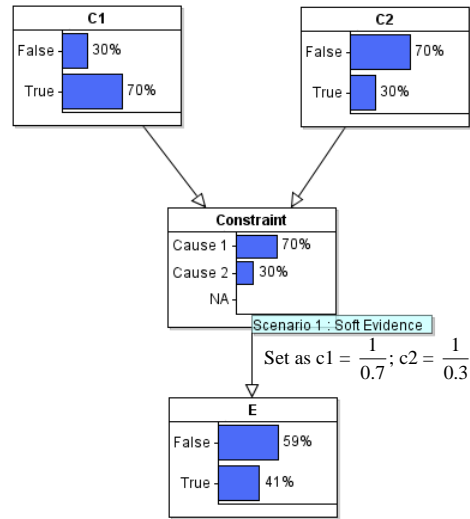 C1
False 30%
True 70%
C2
False 70%
True 30%
Constraint
Cause 1 70%
Cause 2 30%
NA
Scenario 1 : Soft Evidence
Set as c1 = 1/0.7; c2 = 1/0.3
E
False 59%
True 41%